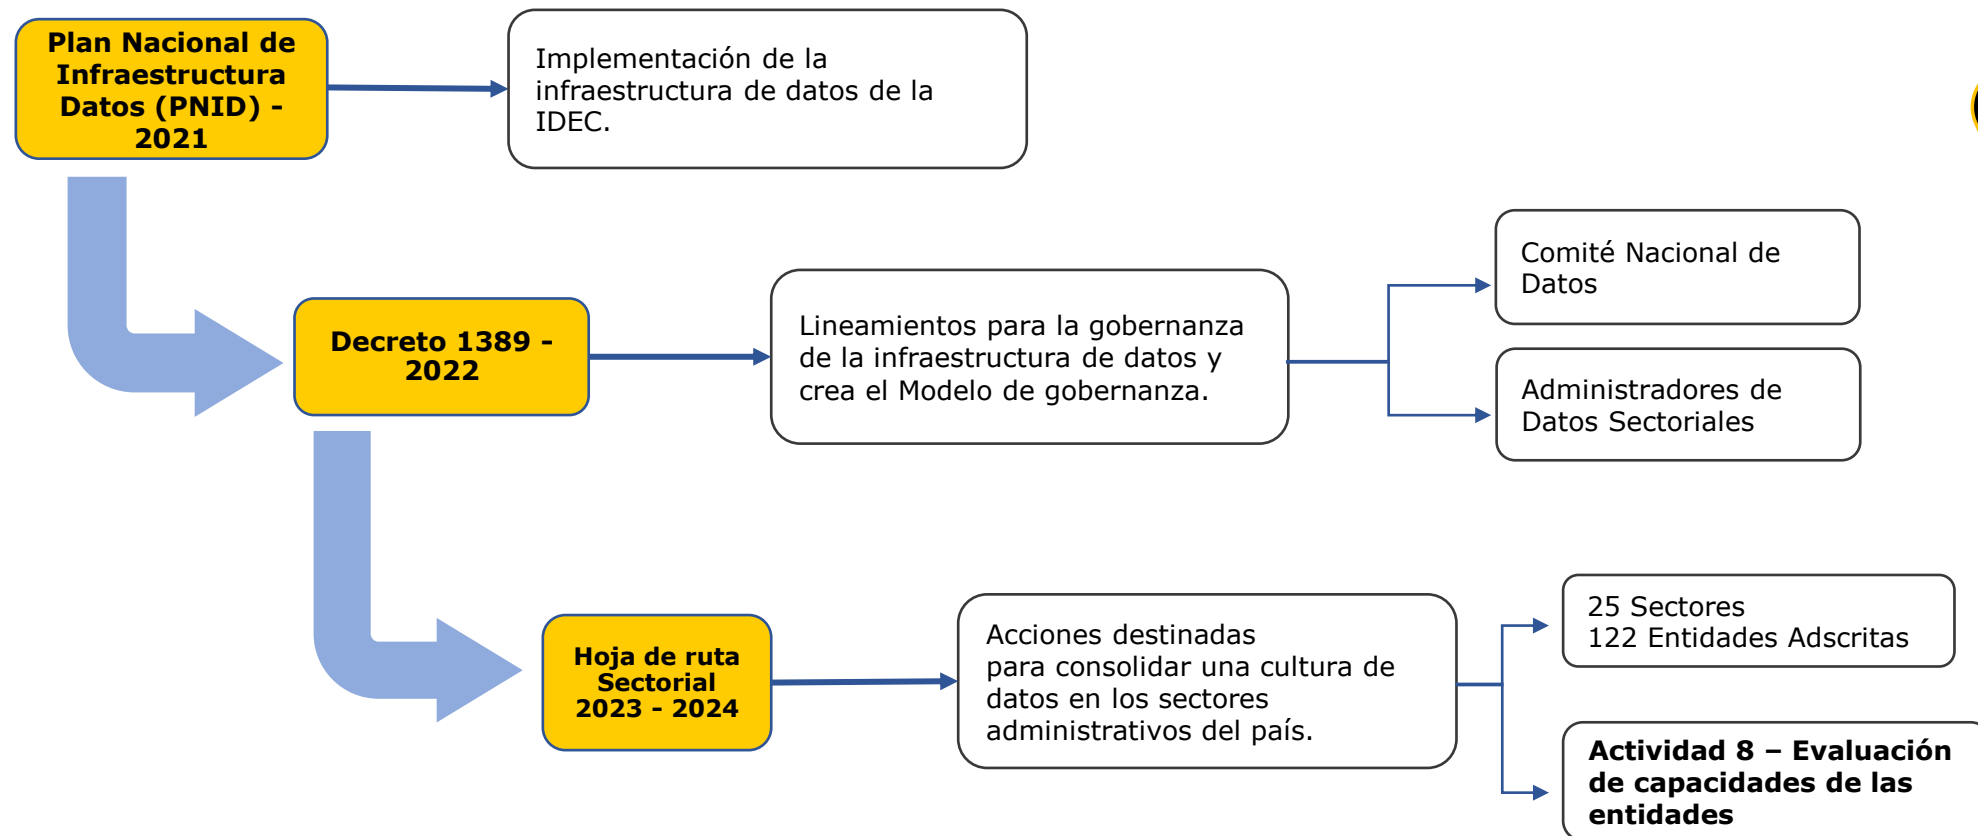 Plan Nacional de
Infraestructura
Datos (PNID) -
2021
Implementación de la
infraestructura de datos de la
IDEC.
Decreto 1389 -
2022
Lineamientos para la gobernanza
de la infraestructura de datos y
crea el Modelo de gobernanza.
Comité Nacional de
Datos
Administradores de
Datos Sectoriales
Hoja de ruta
Sectorial
2023 - 2024
Acciones destinadas
para consolidar una cultura de
datos en los sectores
administrativos del país.
25 Sectores
122 Entidades Adscritas
Actividad 8 – Evaluación
de capacidades de las
entidades